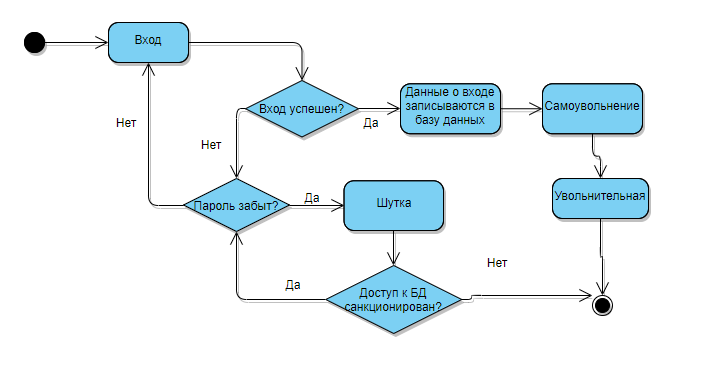 Вход
Вход успешен?
Да
Данные о входе
записываются в
базу данных
Самоувольнение
Нет
Нет
Пароль забыт?
Да
Шутка
Увольнительная
Да
Доступ к БД
санкционирован?
Нет